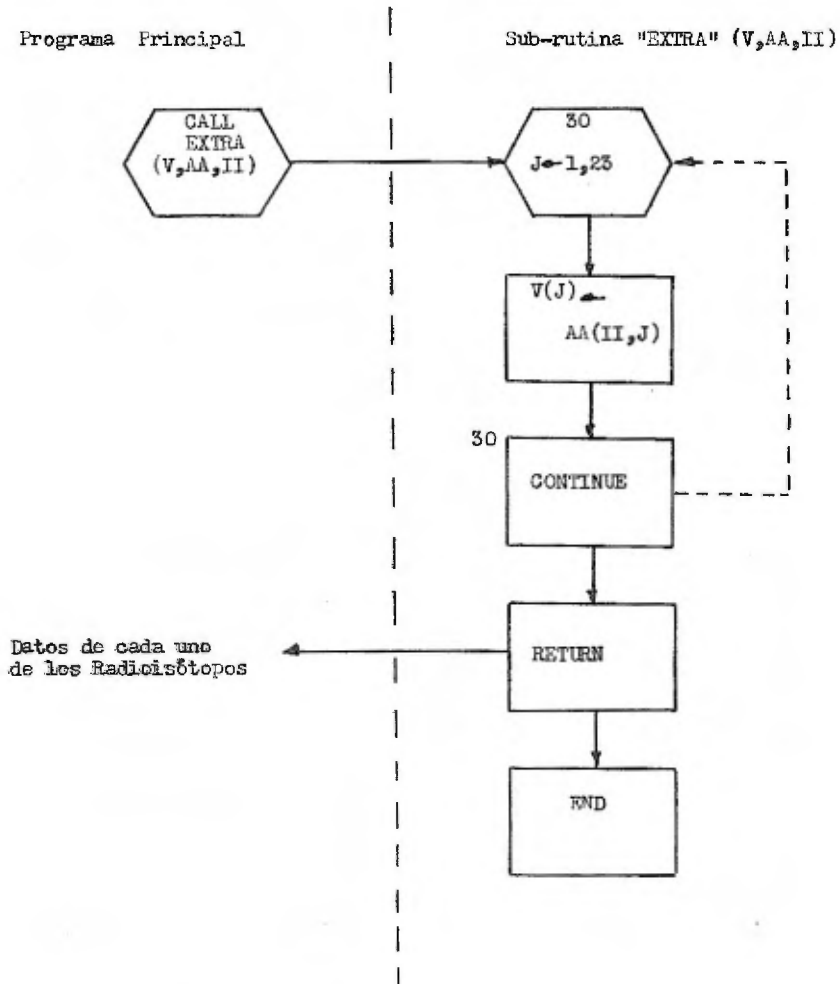 Programa Principal
Sub-rutina "EXTRA" (V,AA,II)
CALL
EXTRA
(V,AA,II)
30
J←1,23
V(J)←
AA(II,J)
30
CONTINUE
RETURN
Datos de cada uno
de los Radioisótopos
END